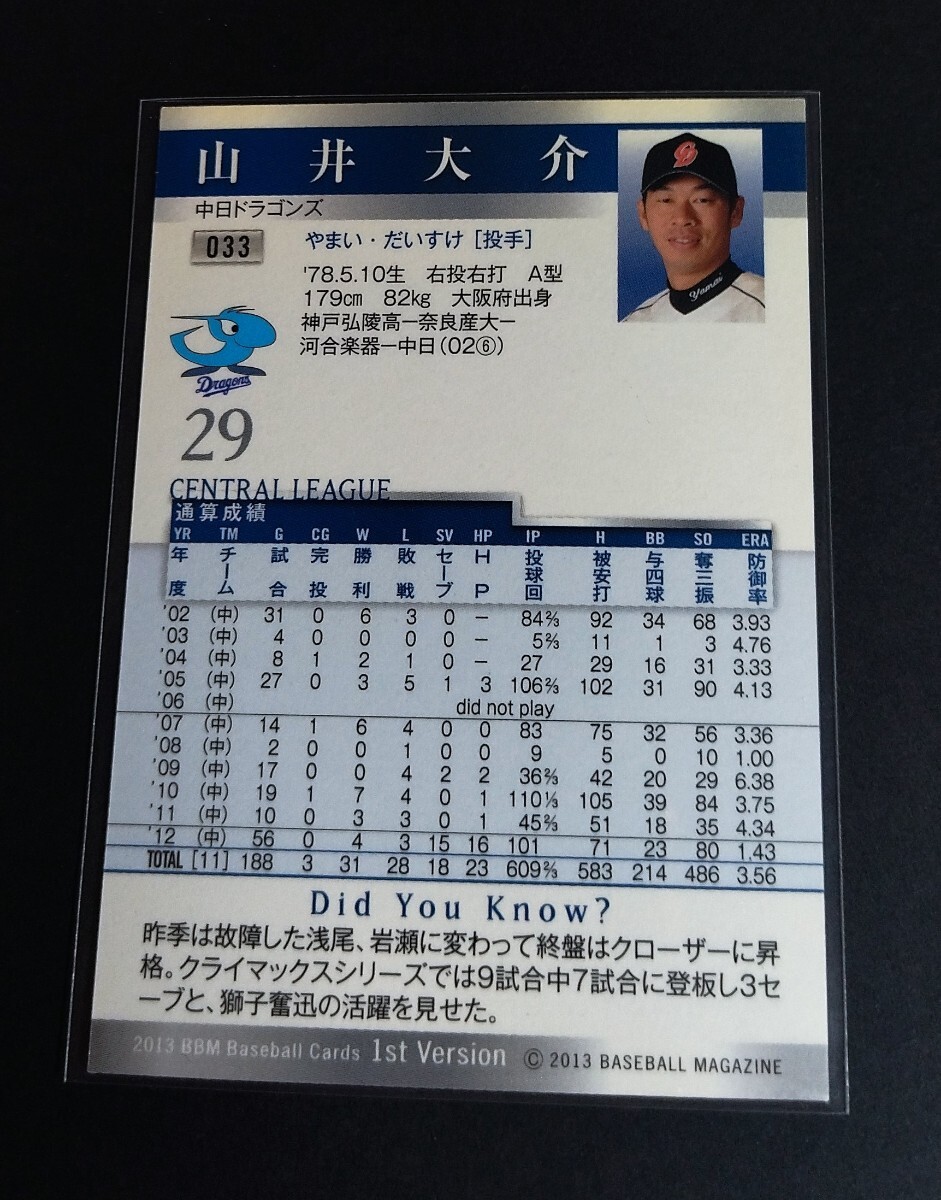 山井大介
中日ドラゴンズ
033 やまい・だいすけ [投手]
'78.5.10生 右投右打 A型
179cm 82kg 大阪府出身
神戸弘陵高ー奈良産大ー
河合楽器ー中日(02⑥)
Yamai
Dragons
29
CENTRAL LEAGUE
通算成績
YR TM G CG W L SV HP IP H BB SO ERA
年度 チーム 試合 完投 勝利 敗戦 セーブ HP 投球回 被安打 与四球 奪三振 防御率
'02 (中) 31 0 6 3 0 − 84⅔ 92 34 68 3.93
'03 (中) 4 0 0 0 0 − 5⅔ 11 1 3 4.76
'04 (中) 8 1 2 1 0 − 27 29 16 31 3.33
'05 (中) 27 0 3 5 1 3 106⅔ 102 31 90 4.13
'06 (中) did not play
'07 (中) 14 1 6 4 0 0 83 75 32 56 3.36
'08 (中) 2 0 0 1 0 0 9 5 0 10 1.00
'09 (中) 17 0 0 4 2 2 36⅔ 42 20 29 6.38
'10 (中) 19 1 7 4 0 1 110⅓ 105 39 84 3.75
'11 (中) 10 0 3 3 0 1 45⅔ 51 18 35 4.34
'12 (中) 56 0 4 3 15 16 101 71 23 80 1.43
TOTAL [11] 188 3 31 28 18 23 609⅔ 583 214 486 3.56
Did You Know?
昨季は故障した浅尾、岩瀬に変わって終盤はクローザーに昇
格。クライマックスシリーズでは9試合中7試合に登板し3セ
ーブと、獅子奮迅の活躍を見せた。
2013 BBM Baseball Cards 1st Version © 2013 BASEBALL MAGAZINE